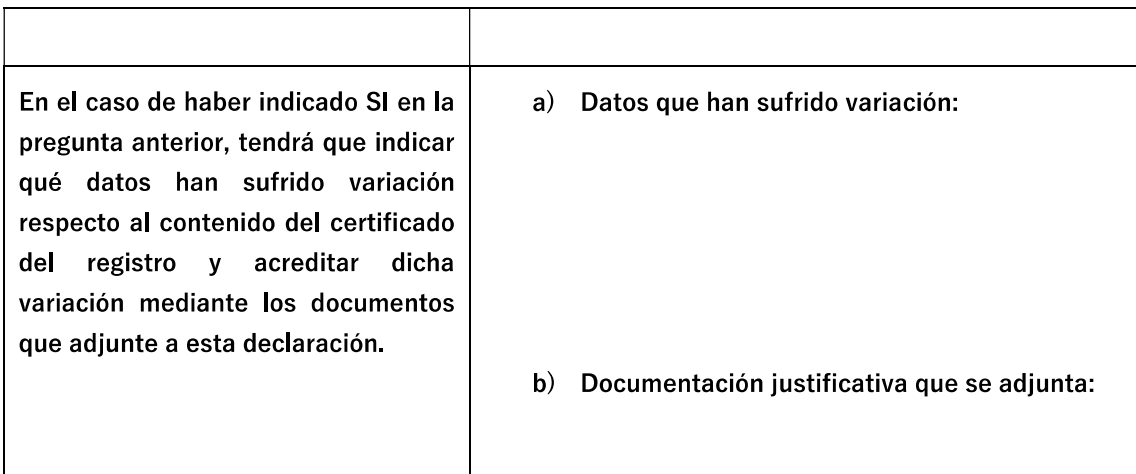 En el caso de haber indicado SI en la
pregunta anterior, tendrá que indicar
qué datos han sufrido variación
respecto al contenido del certificado
del registro y acreditar dicha
variación mediante los documentos
que adjunte a esta declaración.
a) Datos que han sufrido variación:
b) Documentación justificativa que se adjunta: